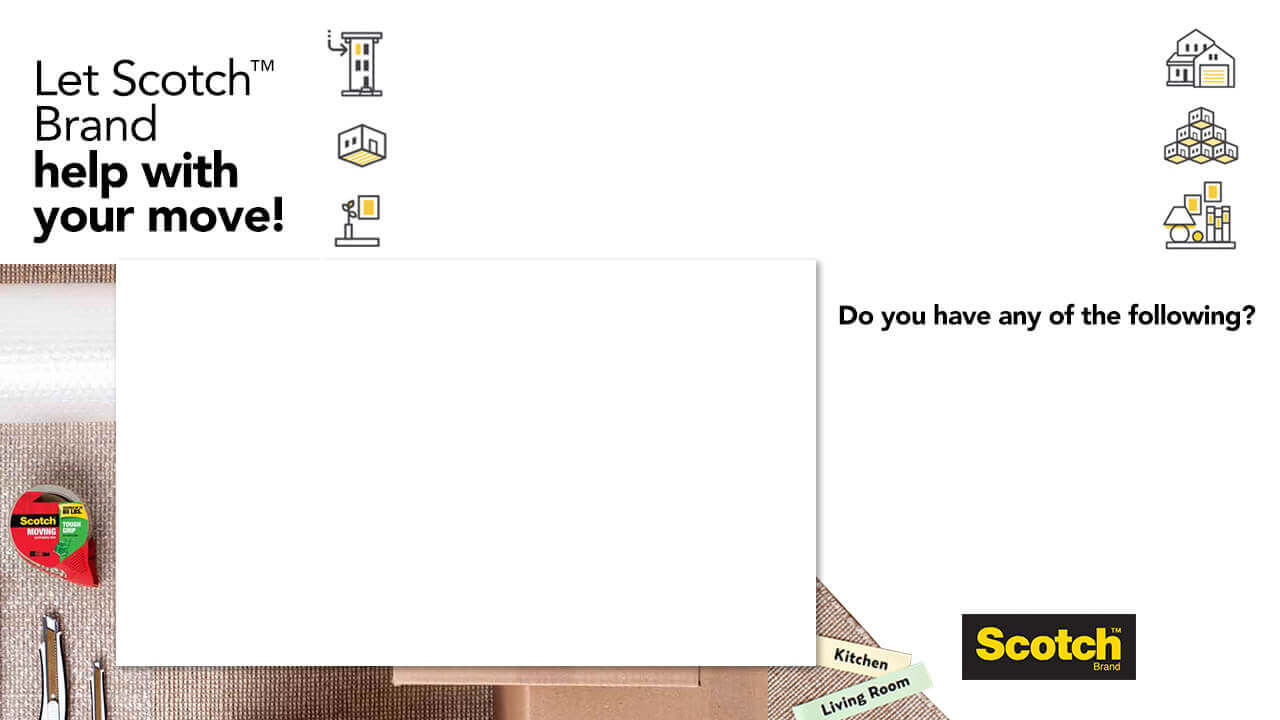 Let Scotch™
Brand
help with
your move!
Do you have any of the following?
Scotch
MOVING
TOUGH
GRIP
Kitchen
Living Room
Scotch™
Brand